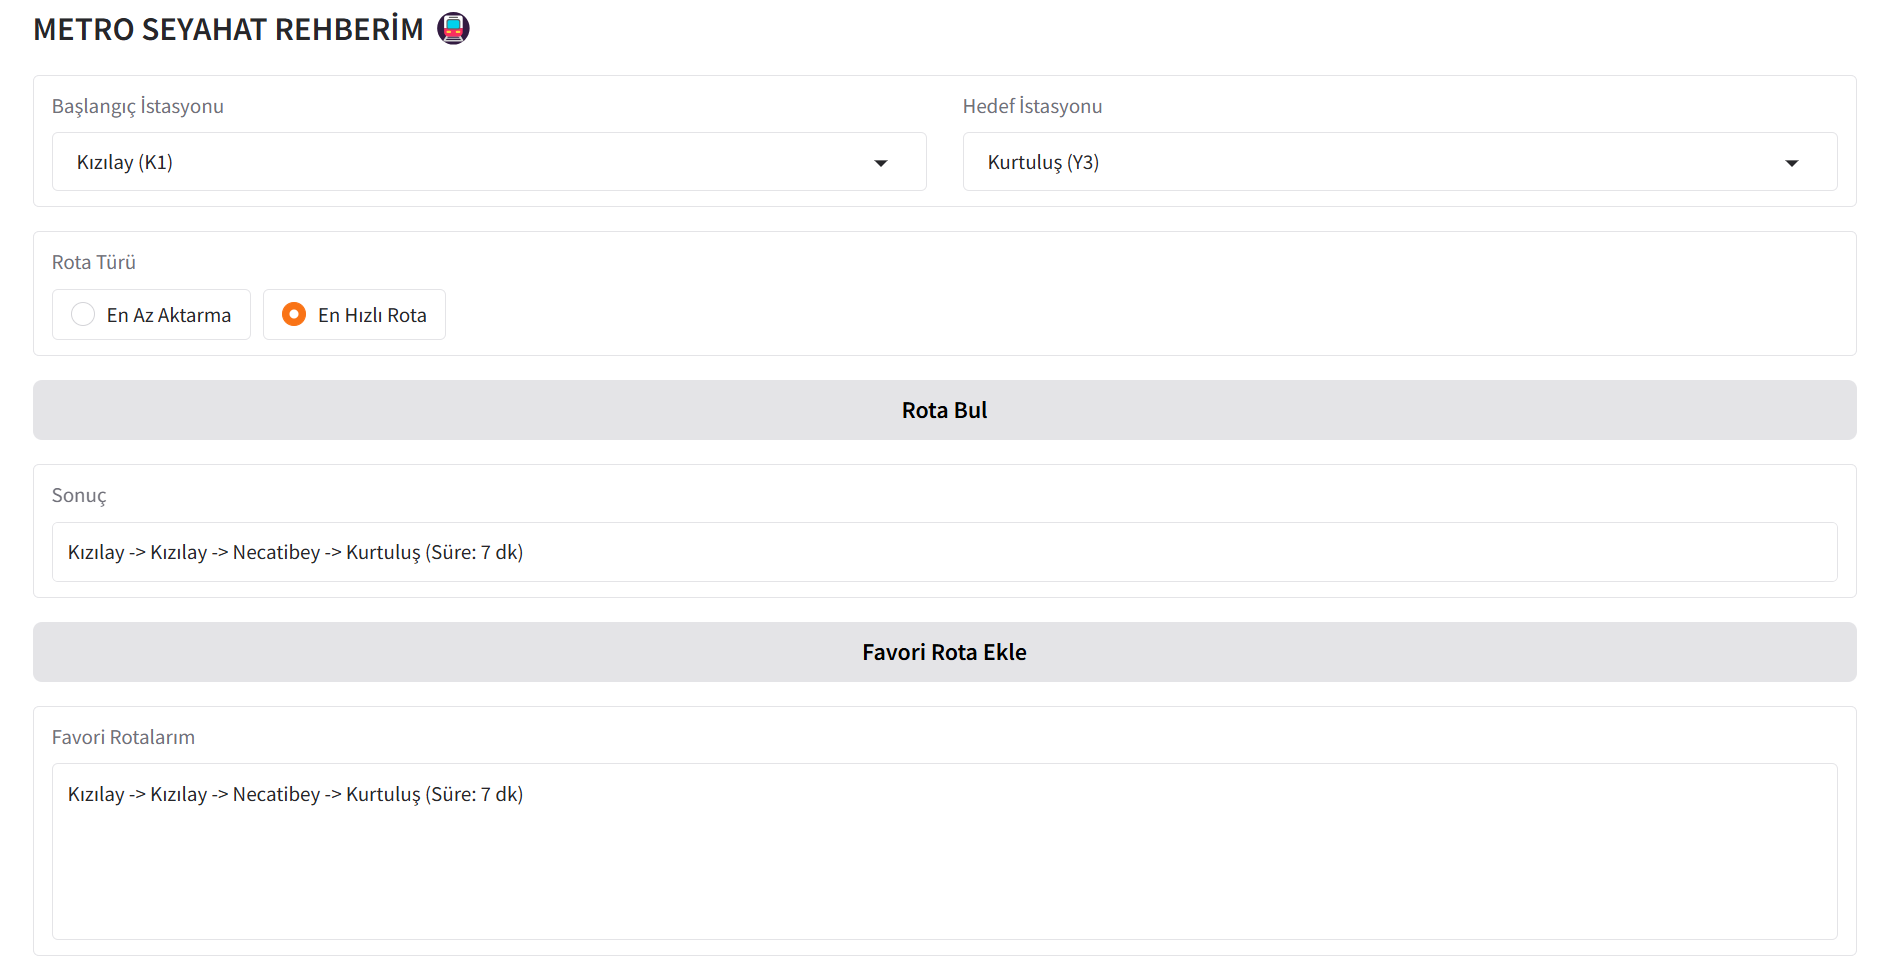 METRO SEYAHAT REHBERİM
Başlangıç İstasyonu
Kızılay (K1)
Hedef İstasyonu
Kurtuluş (Y3)
Rota Türü
En Az Aktarma
En Hızlı Rota
Rota Bul
Sonuç
Kızılay -> Kızılay -> Necatibey -> Kurtuluş (Süre: 7 dk)
Favori Rota Ekle
Favori Rotalarım
Kızılay -> Kızılay -> Necatibey -> Kurtuluş (Süre: 7 dk)